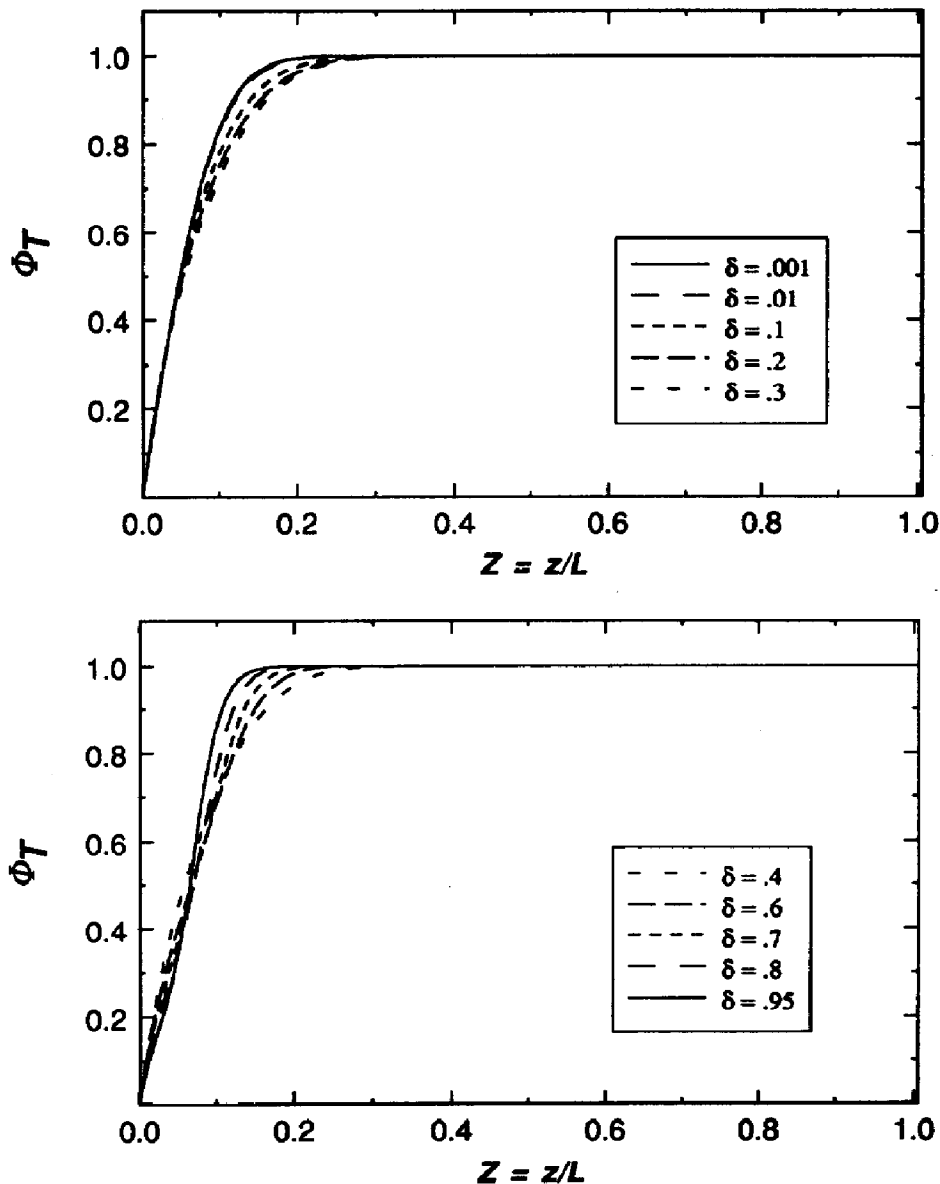 1.0
0.8
0.6
0.4
0.2
Φ_T
δ = .001
δ = .01
δ = .1
δ = .2
δ = .3
0.0 0.2 0.4 0.6 0.8 1.0
Z = z/L
1.0
0.8
0.6
0.4
0.2
Φ_T
δ = .4
δ = .6
δ = .7
δ = .8
δ = .95
0.0 0.2 0.4 0.6 0.8 1.0
Z = z/L